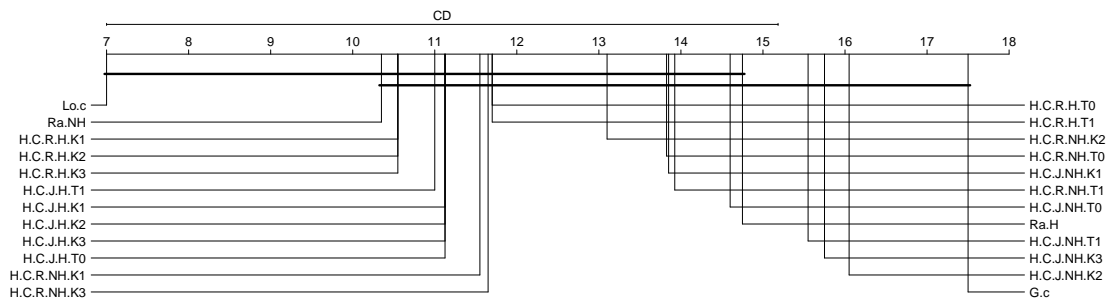 CD
7 8 9 10 11 12 13 14 15 16 17 18
Lo.c
Ra.NH
H.C.R.H.K1
H.C.R.H.K2
H.C.R.H.K3
H.C.J.H.T1
H.C.J.H.K1
H.C.J.H.K2
H.C.J.H.K3
H.C.J.H.T0
H.C.R.NH.K1
H.C.R.NH.K3
H.C.R.H.T0
H.C.R.H.T1
H.C.R.NH.K2
H.C.R.NH.T0
H.C.J.NH.K1
H.C.R.NH.T1
H.C.J.NH.T0
Ra.H
H.C.J.NH.T1
H.C.J.NH.K3
H.C.J.NH.K2
G.c